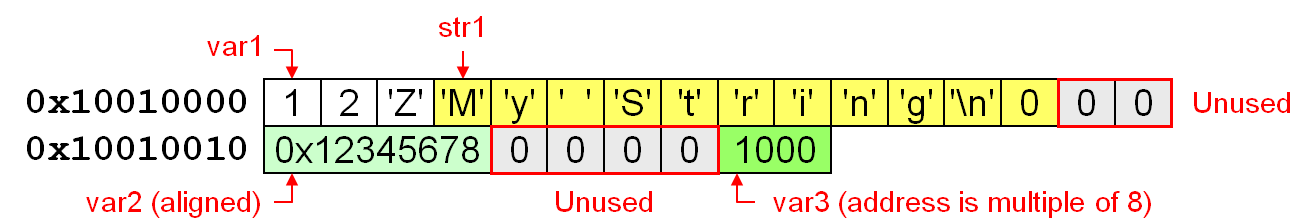 str1
var1
0x10010000 1 2 'Z' 'M' 'y' ' ' 'S' 't' 'r' 'i' 'n' 'g' '\n' 0 0 0 Unused
0x10010010 0x12345678 0 0 0 0 1000
var2 (aligned) Unused var3 (address is multiple of 8)